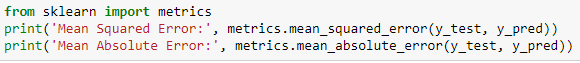 from sklearn import metrics
print('Mean Squared Error:', metrics.mean_squared_error(y_test, y_pred))
print('Mean Absolute Error:', metrics.mean_absolute_error(y_test, y_pred))